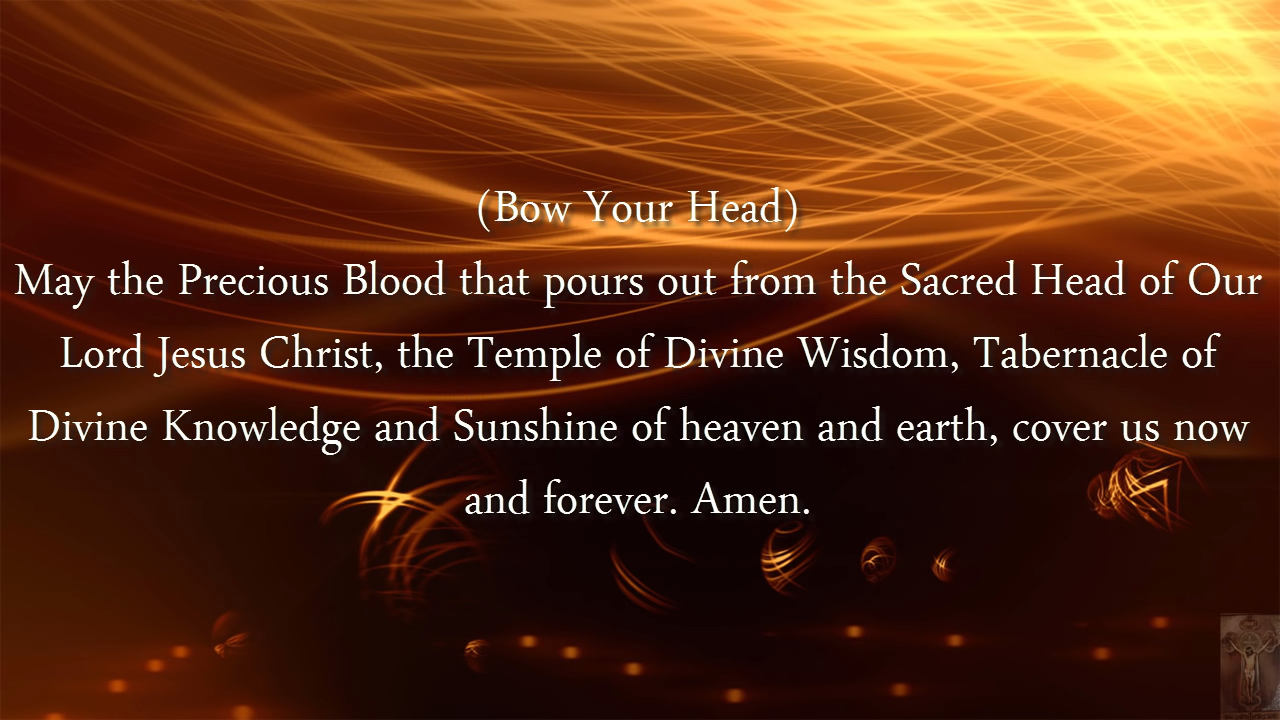 (Bow Your Head)
May the Precious Blood that pours out from the Sacred Head of Our
Lord Jesus Christ, the Temple of Divine Wisdom, Tabernacle of
Divine Knowledge and Sunshine of heaven and earth, cover us now
and forever. Amen.